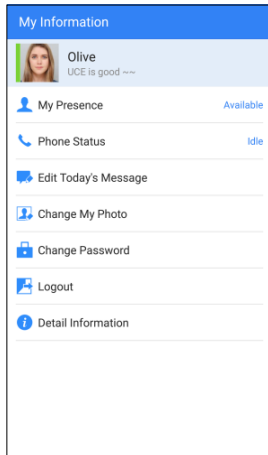 My Information
Olive
UCE is good ~~
My Presence Available
Phone Status Idle
Edit Today's Message
Change My Photo
Change Password
Logout
Detail Information